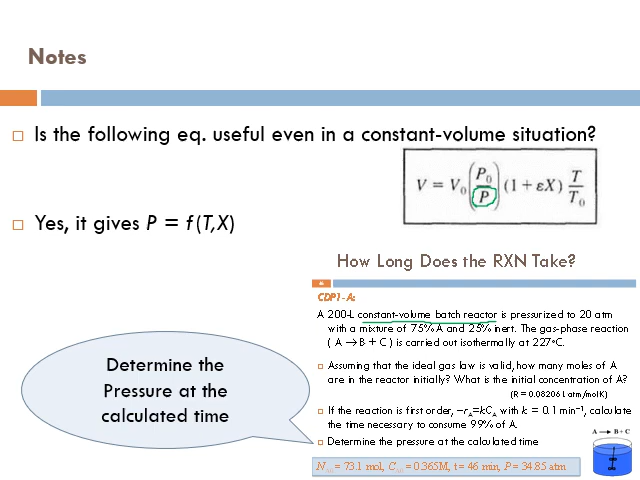 Notes
Is the following eq. useful even in a constant-volume situation?
V = V₀ (P₀/P) (1 + εX) T/T₀
Yes, it gives P = f(T,X)
How Long Does the RXN Take?
CDP1-A:
A 200-L constant-volume batch reactor is pressurized to 20 atm
with a mixture of 75% A and 25% inert. The gas-phase reaction
( A → B + C ) is carried out isothermally at 227°C.
Assuming that the ideal gas law is valid, how many moles of A
are in the reactor initially? What is the initial concentration of A?
(R = 0.08206 L atm/mol K)
If the reaction is first order, −rA=kCA with k = 0.1 min⁻¹, calculate
the time necessary to consume 99% of A.
Determine the pressure at the calculated time
Determine the
Pressure at the
calculated time
A → B + C
= 73.1 mol, C = 0.365M, t = 46 min, P = 34.85 atm